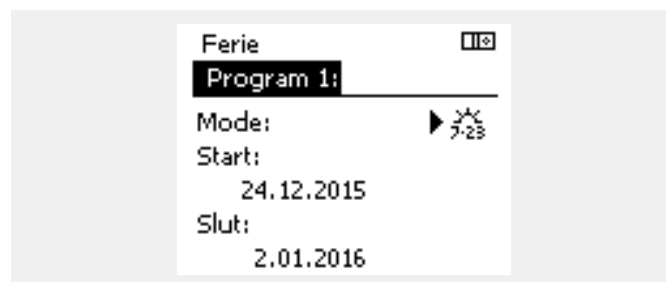 Ferie
Program 1:
Mode:
7-23
Start:
24.12.2015
Slut:
2.01.2016